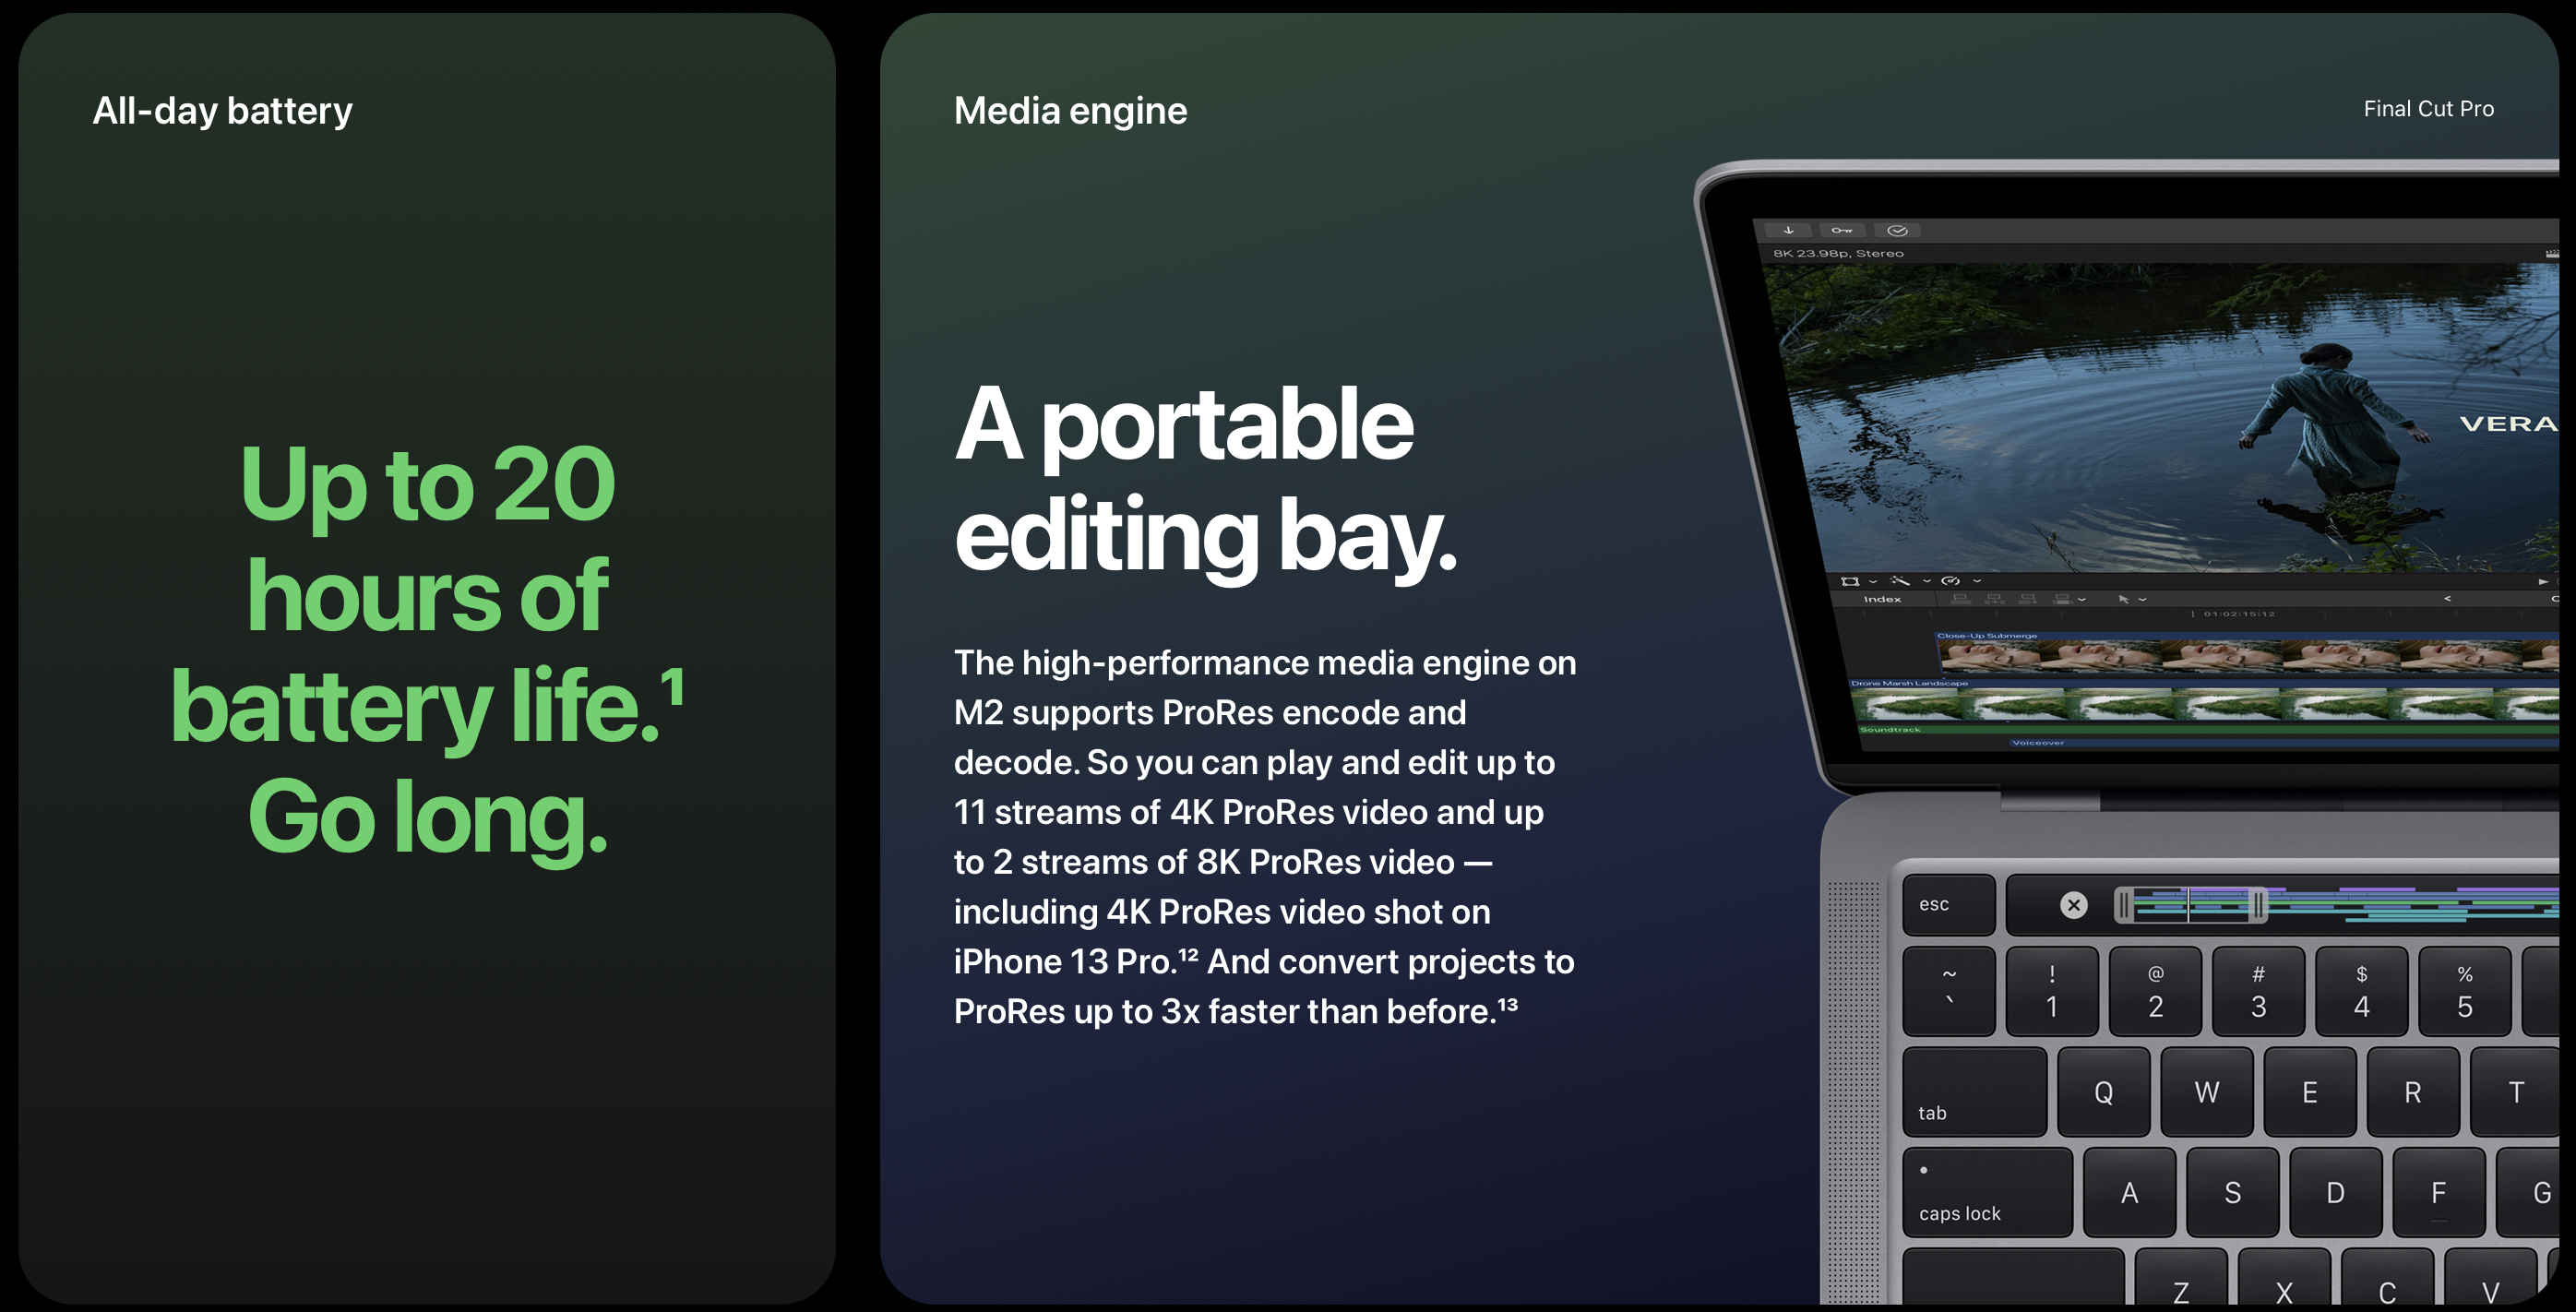 All-day battery
Up to 20
hours of
battery life.¹
Go long.
Media engine
Final Cut Pro
A portable
editing bay.
The high-performance media engine on
M2 supports ProRes encode and
decode. So you can play and edit up to
11 streams of 4K ProRes video and up
to 2 streams of 8K ProRes video —
including 4K ProRes video shot on
iPhone 13 Pro.¹² And convert projects to
ProRes up to 3x faster than before.¹³
8K 23.98p, Stereo
VERA
Index
01:02:15:12
Close-Up Submerge
Drone Marsh Landscape
Soundtrack
Voiceover
esc
~ ! @ # $ %
` 1 2 3 4 5
tab Q W E R T
caps lock A S D F G
Z X C V